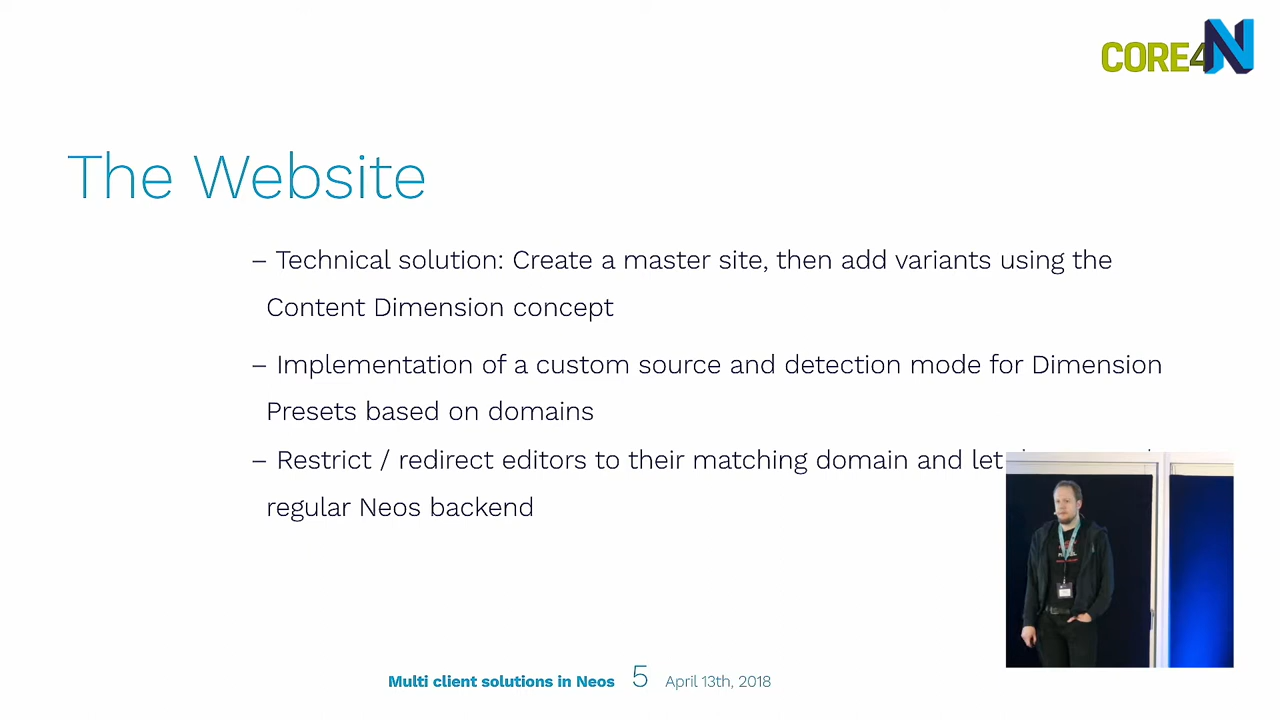 CORE4
N
The Website
– Technical solution: Create a master site, then add variants using the
Content Dimension concept
– Implementation of a custom source and detection mode for Dimension
Presets based on domains
– Restrict / redirect editors to their matching domain and let
regular Neos backend
Multi client solutions in Neos 5 April 13th, 2018